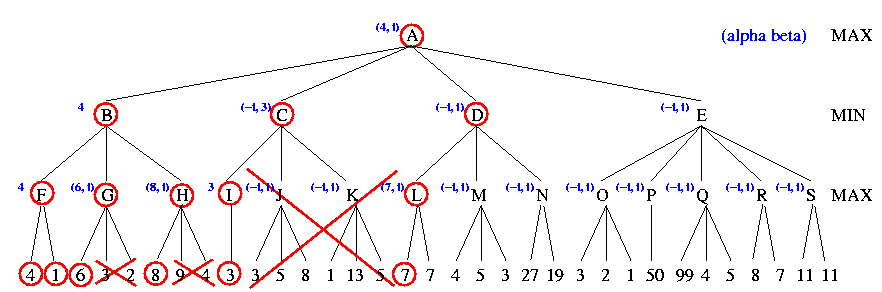 (4, 1) A (alpha beta) MAX
4 B (–1, 3) C (–1, 1) D (–1, 1) E MIN
4 F (6, 1) G (8, 1) H 3 I (–1, 1) J (–1, 1) K (7, 1) L (–1, 1) M (–1, 1) N (–1, 1) O (–1, 1) P (–1, 1) Q (–1, 1) R (–1, 1) S MAX
4 1 6 3 2 8 9 4 3 3 5 8 1 13 5 7 7 4 5 3 27 19 3 2 1 50 99 4 5 8 7 11 11